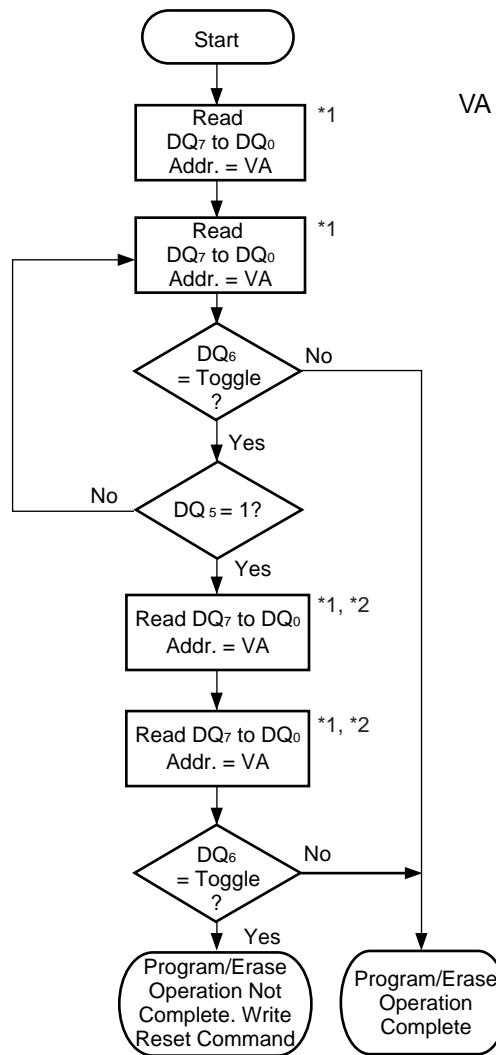 Start
VA
Read
DQ7 to DQ0
Addr. = VA
*1
Read
DQ7 to DQ0
Addr. = VA
*1
DQ6
= Toggle
?
No
Yes
No
DQ 5 = 1?
Yes
Read DQ7 to DQ0
Addr. = VA
*1, *2
Read DQ7 to DQ0
Addr. = VA
*1, *2
DQ6
= Toggle
?
No
Yes
Program/Erase
Operation Not
Complete. Write
Reset Command
Program/Erase
Operation
Complete